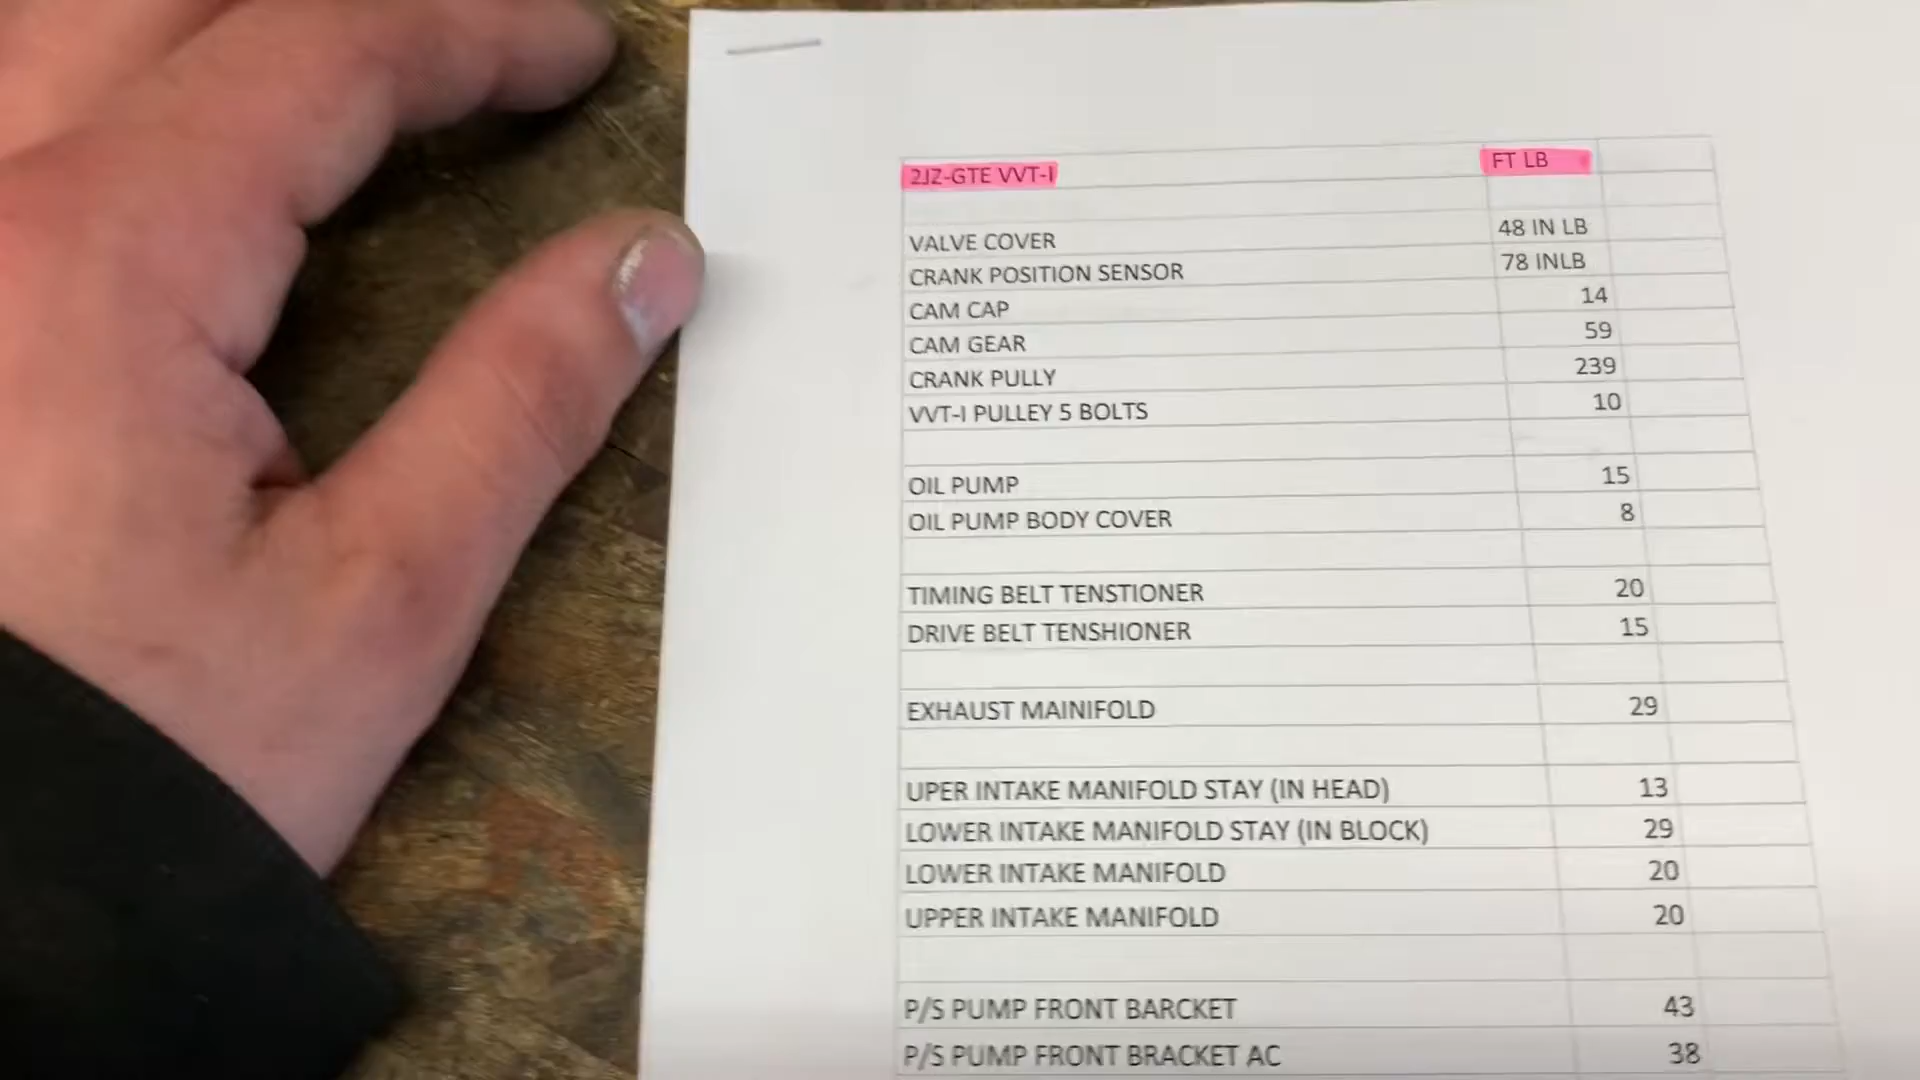 2JZ-GTE VVT-I FT LB
VALVE COVER 48 IN LB
CRANK POSITION SENSOR 78 INLB
CAM CAP 14
CAM GEAR 59
CRANK PULLY 239
VVT-I PULLEY 5 BOLTS 10
OIL PUMP 15
OIL PUMP BODY COVER 8
TIMING BELT TENSTIONER 20
DRIVE BELT TENSHIONER 15
EXHAUST MAINIFOLD 29
UPER INTAKE MANIFOLD STAY (IN HEAD) 13
LOWER INTAKE MANIFOLD STAY (IN BLOCK) 29
LOWER INTAKE MANIFOLD 20
UPPER INTAKE MANIFOLD 20
P/S PUMP FRONT BARCKET 43
P/S PUMP FRONT BRACKET AC 38